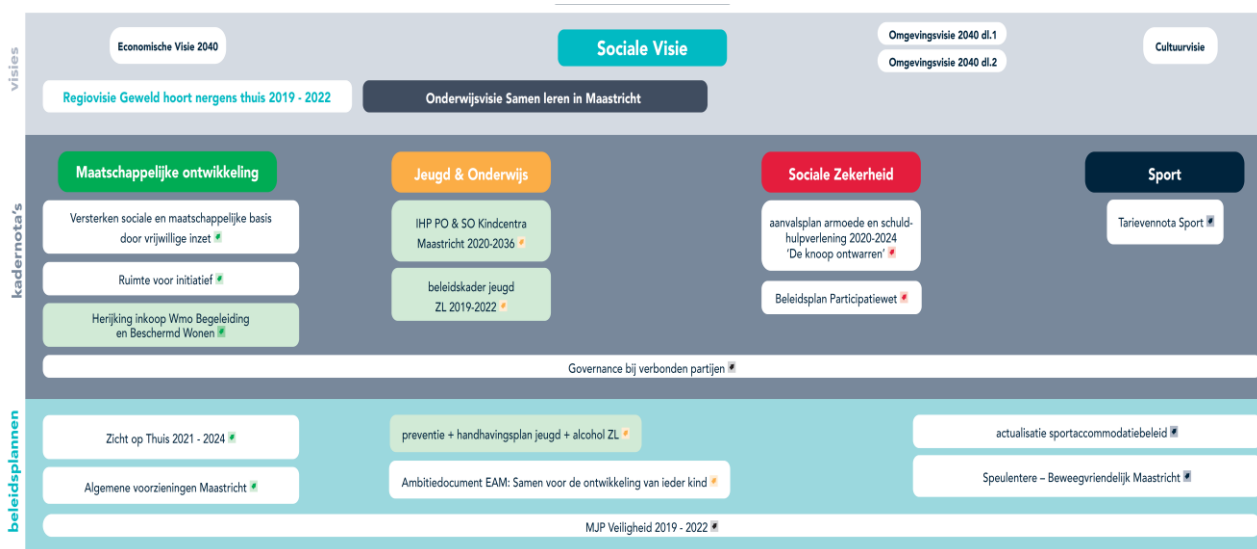 visies
Economische Visie 2040
Sociale Visie
Omgevingsvisie 2040 dl.1
Omgevingsvisie 2040 dl.2
Cultuurvisie
Regiovisie Geweld hoort nergens thuis 2019 - 2022
Onderwijsvisie Samen leren in Maastricht
kadernota's
Maatschappelijke ontwikkeling
Jeugd & Onderwijs
Sociale Zekerheid
Sport
Versterken sociale en maatschappelijke basis
door vrijwillige inzet
Ruimte voor initiatief
Herijking inkoop Wmo Begeleiding
en Beschermd Wonen
IHP PO & SO Kindcentra
Maastricht 2020-2036
beleidskader jeugd
ZL 2019-2022
aanvalsplan armoede en schuld-
hulpverlening 2020-2024
'De knoop ontwarren'
Beleidsplan Participatiewet
Tarievennota Sport
Governance bij verbonden partijen
beleidsplannen
Zicht op Thuis 2021 - 2024
Algemene voorzieningen Maastricht
preventie + handhavingsplan jeugd + alcohol ZL
Ambitiedocument EAM: Samen voor de ontwikkeling van ieder kind
actualisatie sportaccommodatiebeleid
Speulentere – Beweegvriendelijk Maastricht
MJP Veiligheid 2019 - 2022